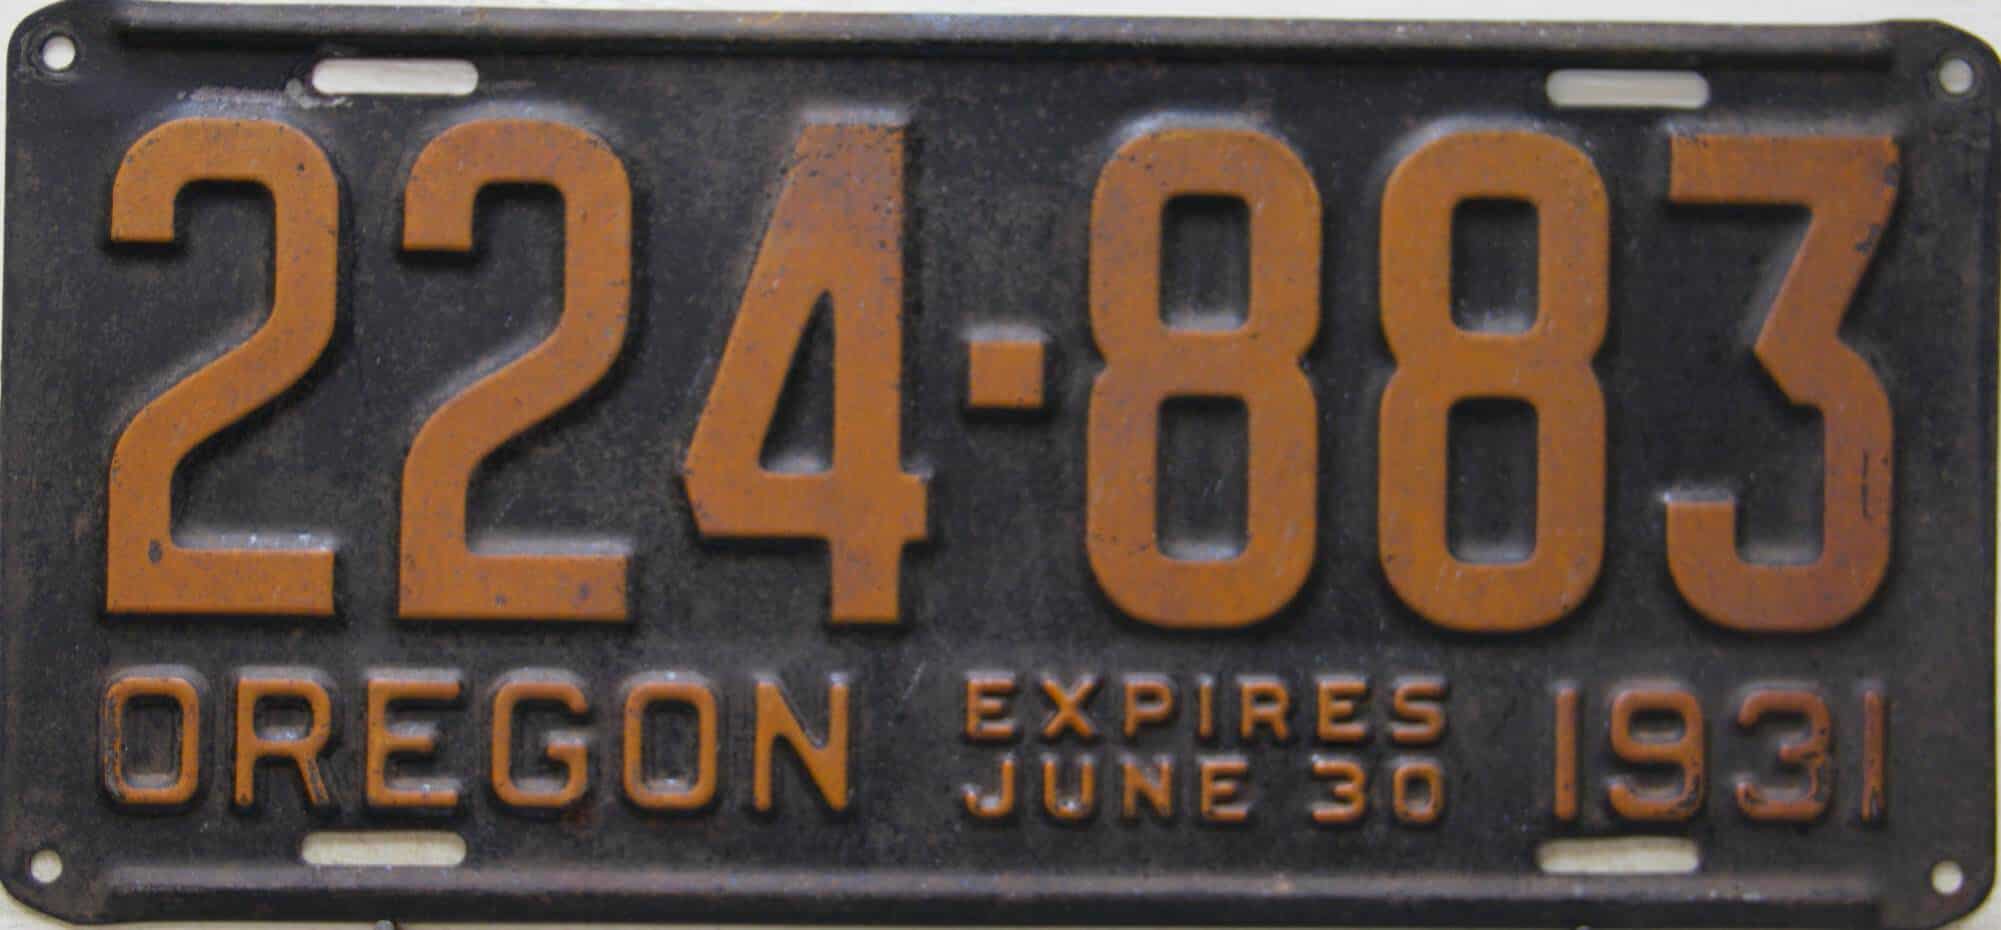 224-883
OREGON EXPIRES JUNE 30 1931